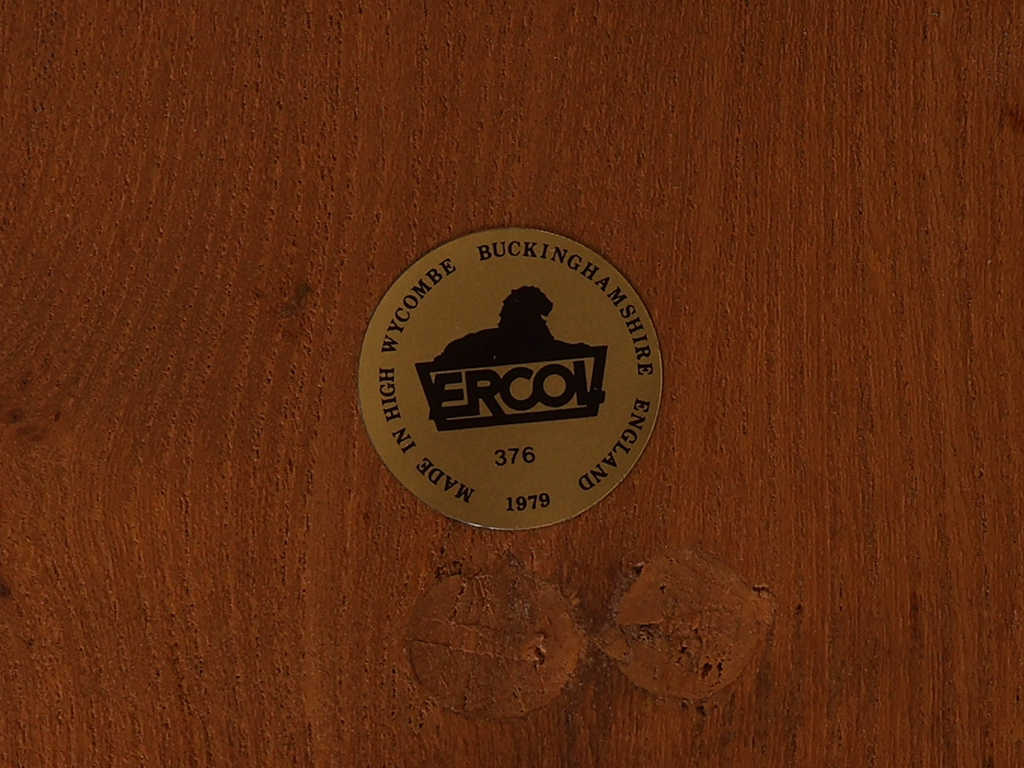 MADE IN HIGH WYCOMBE BUCKINGHAMSHIRE ENGLAND
ERCOL
376
1979